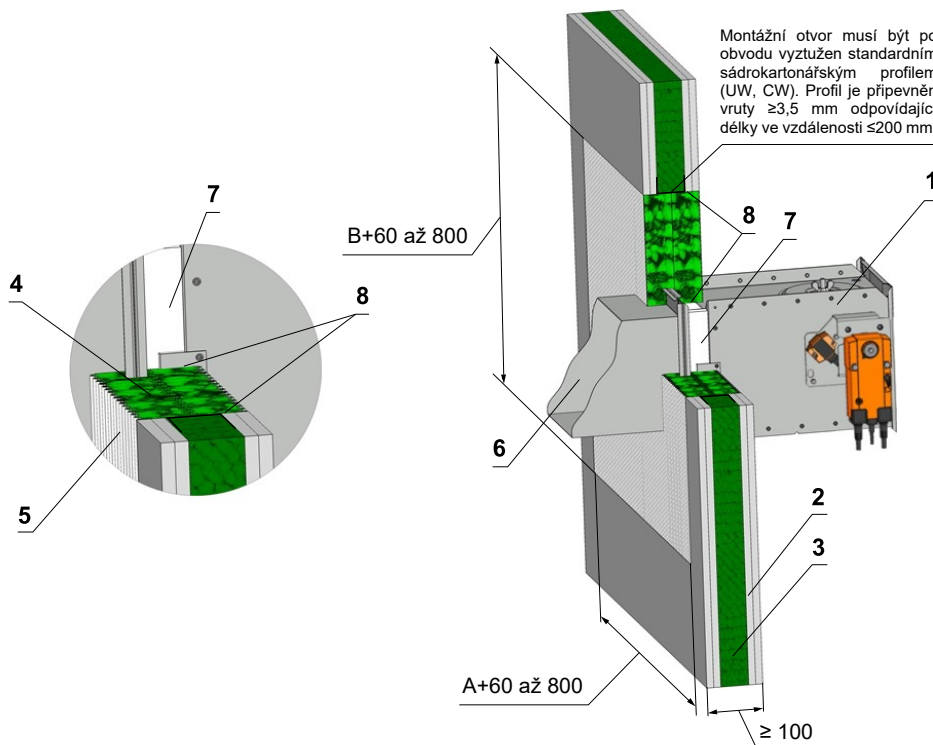 Montážní otvor musí být po
obvodu vyztužen standardním
sádrokartonářským profilem
(UW, CW). Profil je připevněn
vruty ≥3,5 mm odpovídajíc
délky ve vzdálenosti ≤200 mm
1
7
8
7
B+60 až 800
4
8
6
5
2
3
A+60 až 800
≥ 100